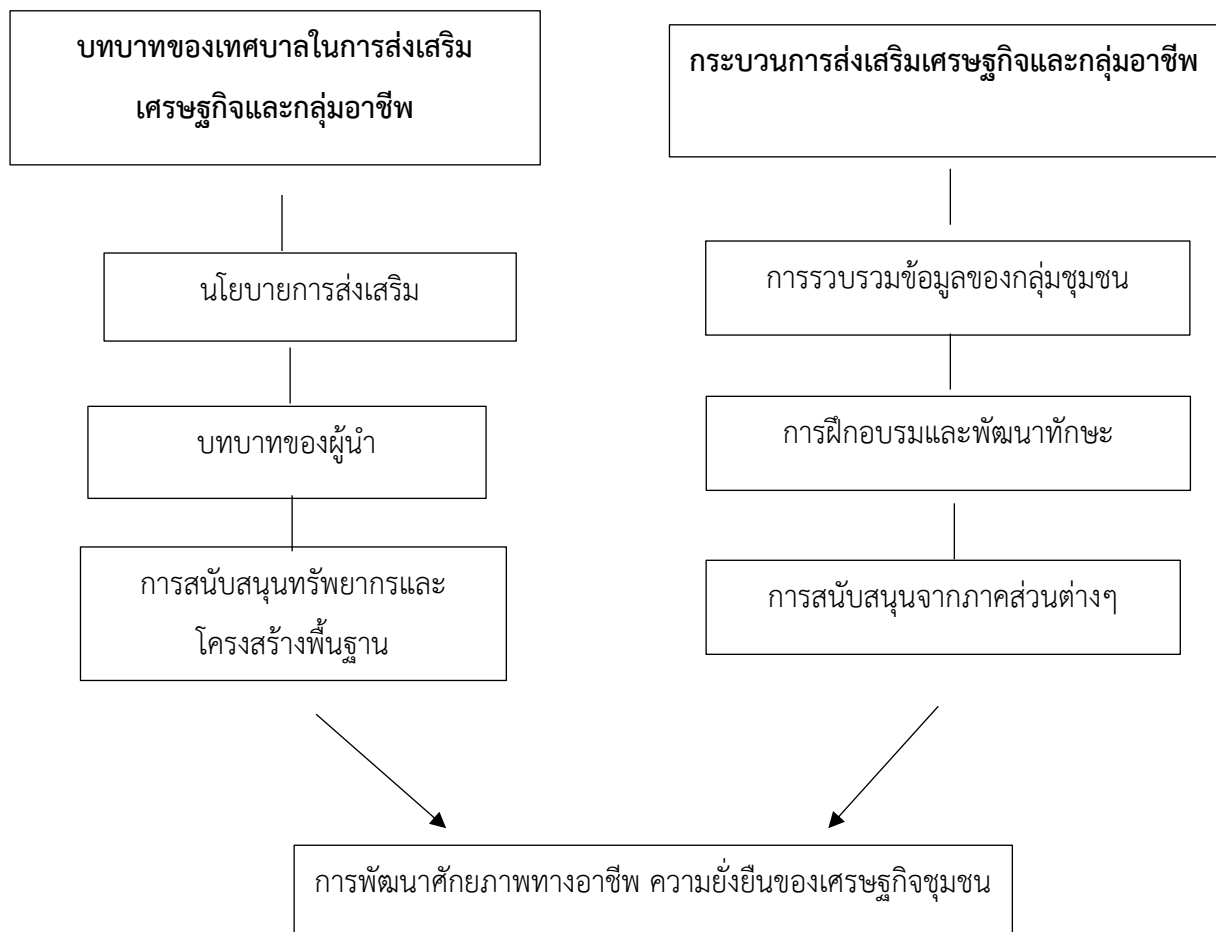 บทบาทของเทศบาลในการส่งเสริม
เศรษฐกิจและกลุ่มอาชีพ
นโยบายการส่งเสริม
บทบาทของผู้นำ
การสนับสนุนทรัพยากรและ
โครงสร้างพื้นฐาน
กระบวนการส่งเสริมเศรษฐกิจและกลุ่มอาชีพ
การรวบรวมข้อมูลของกลุ่มชุมชน
การฝึกอบรมและพัฒนาทักษะ
การสนับสนุนจากภาคส่วนต่างๆ
การพัฒนาศักยภาพทางอาชีพ ความยั่งยืนของเศรษฐกิจชุมชน